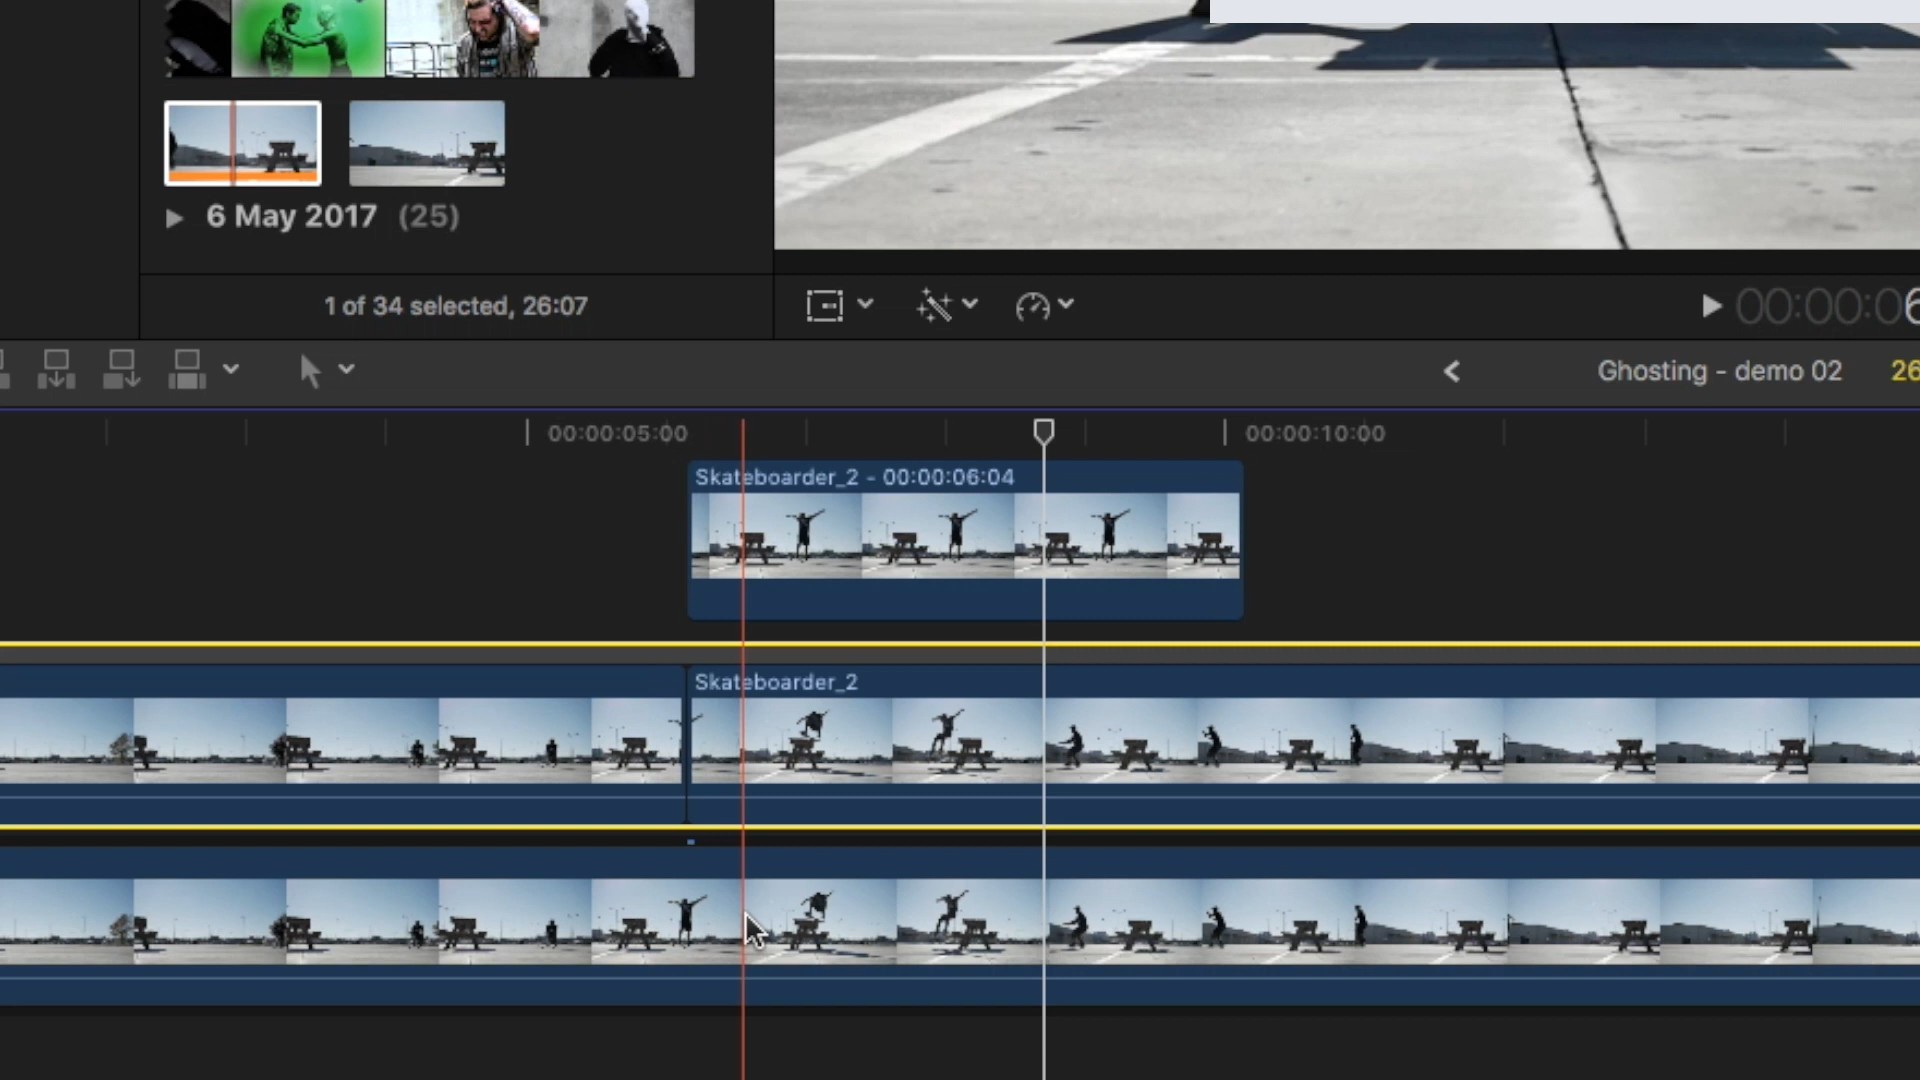 6 May 2017 (25)
1 of 34 selected, 26:07
00:00:06
Ghosting - demo 02 26
00:00:05:00
00:00:10:00
Skateboarder_2 - 00:00:06:04
Skateboarder_2